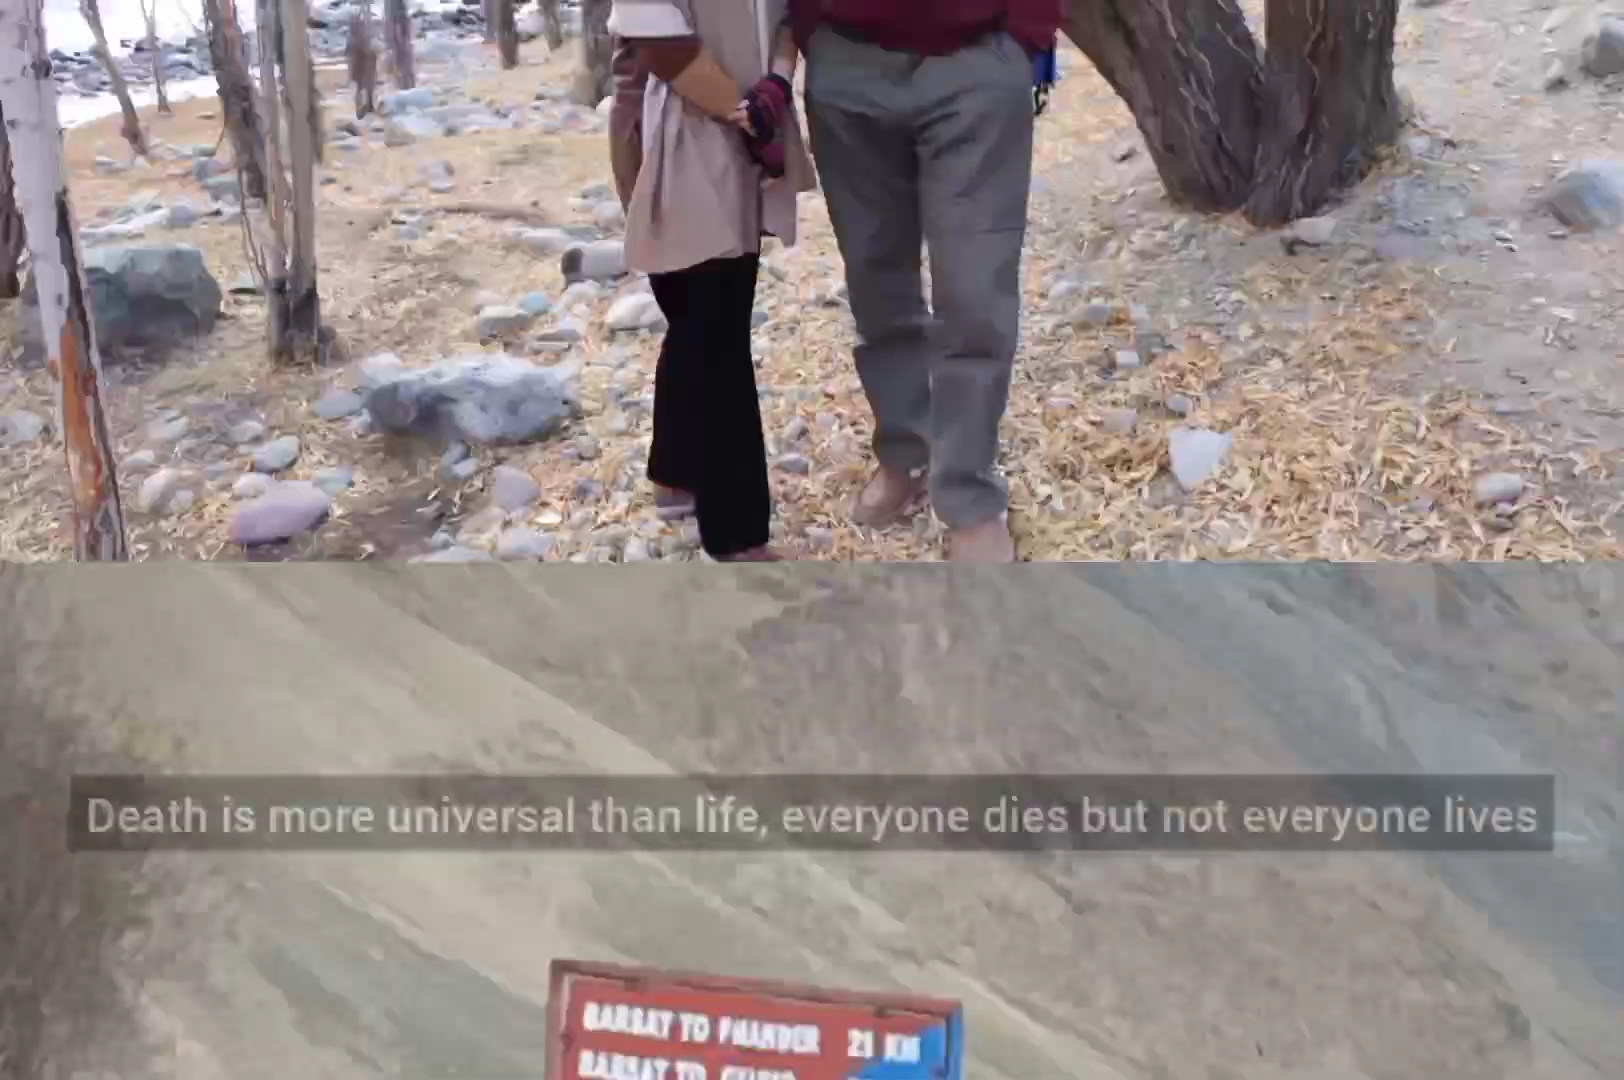 Death is more universal than life, everyone dies but not everyone lives
BARSAT TO PHANDER 21 KM
BARSAT TO